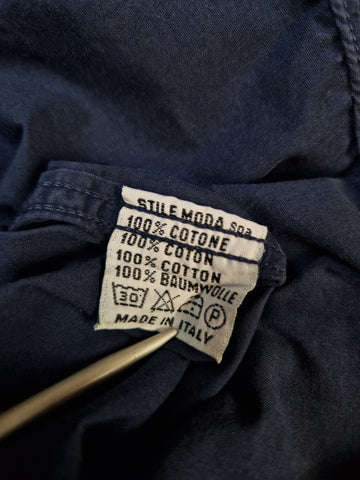 STILE MODA spa
100% COTONE
100% COTON
100% COTTON
100% BAUMWOLLE
30 P
MADE IN ITALY